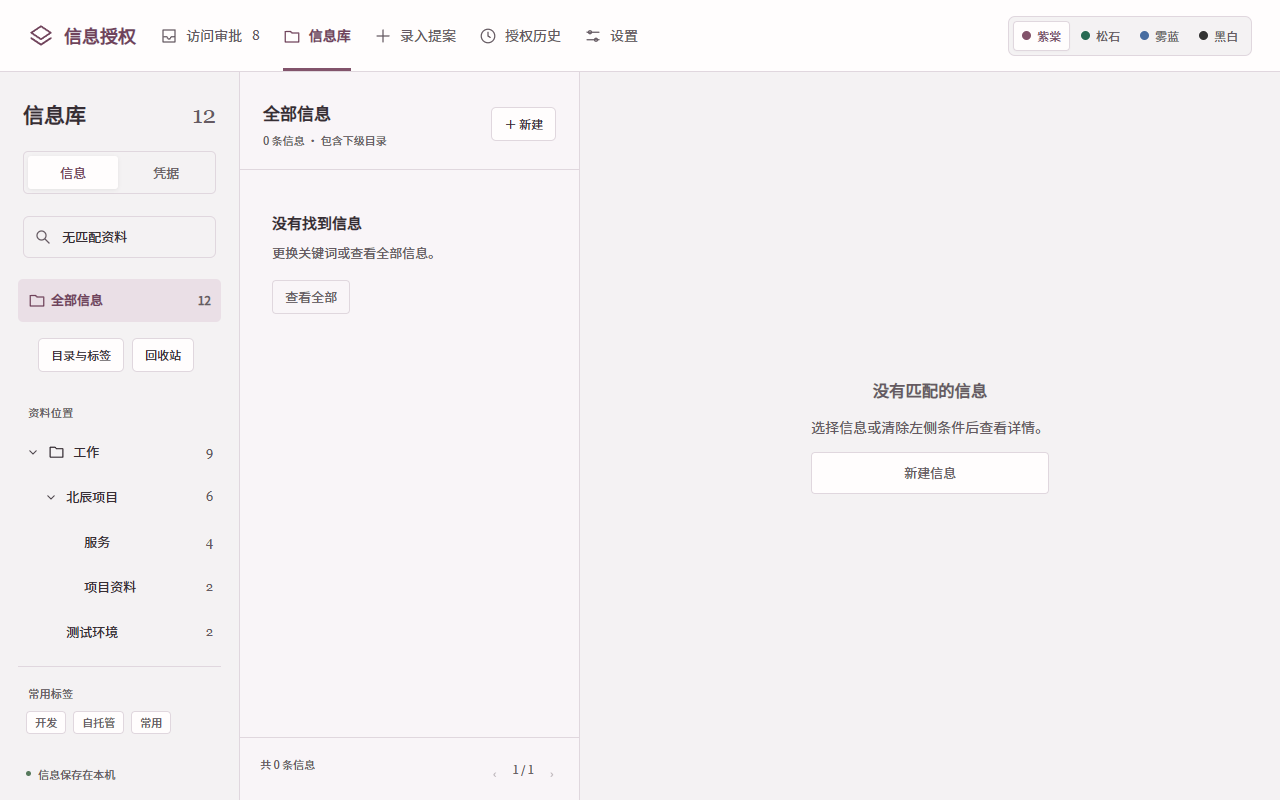 信息授权
访问审批 8
信息库
录入提案
授权历史
设置
紫棠
松石
雾蓝
黑白
信息库 12
信息
凭据
无匹配资料
全部信息 12
目录与标签
回收站
资料位置
工作 9
北辰项目 6
服务 4
项目资料 2
测试环境 2
常用标签
开发
自托管
常用
信息保存在本机
全部信息
0 条信息 · 包含下级目录
+ 新建
没有找到信息
更换关键词或查看全部信息。
查看全部
共 0 条信息
‹ 1 / 1 ›
没有匹配的信息
选择信息或清除左侧条件后查看详情。
新建信息